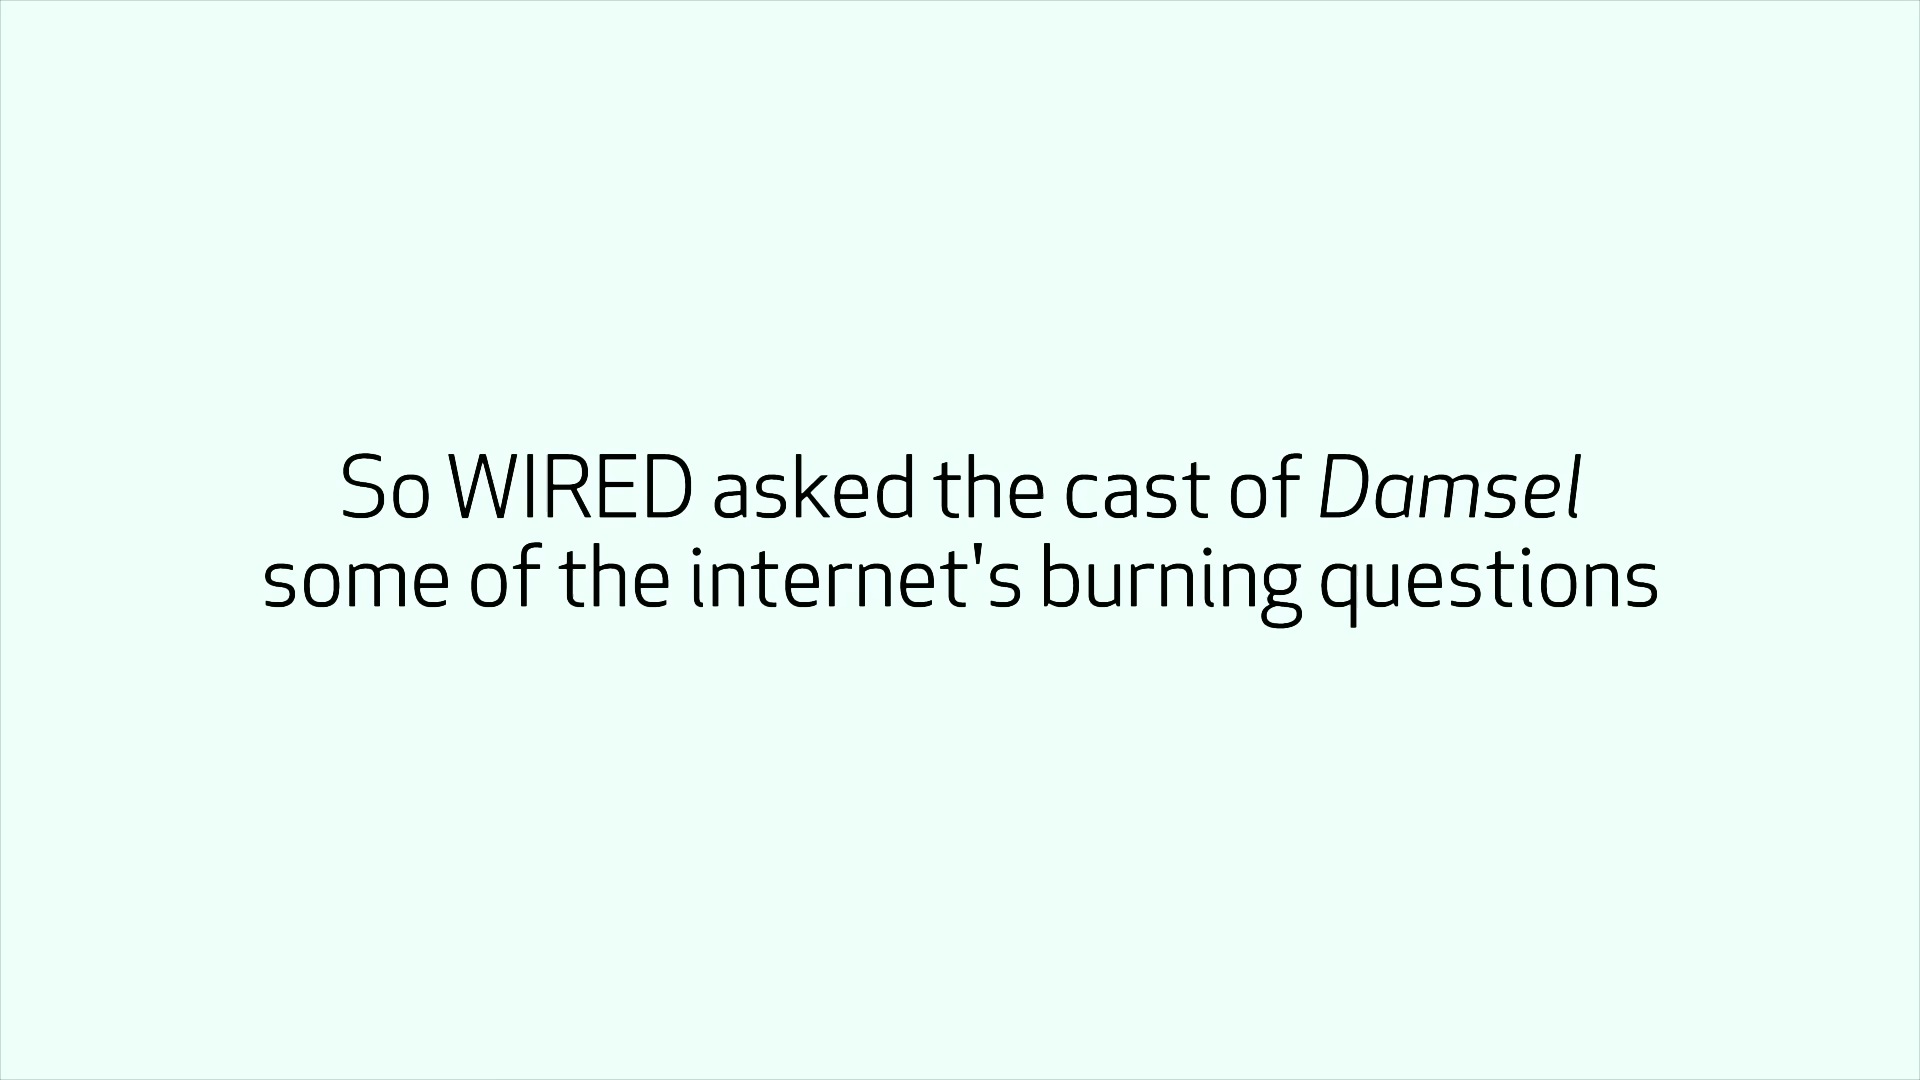 So WIRED asked the cast of Damsel
some of the internet's burning questions